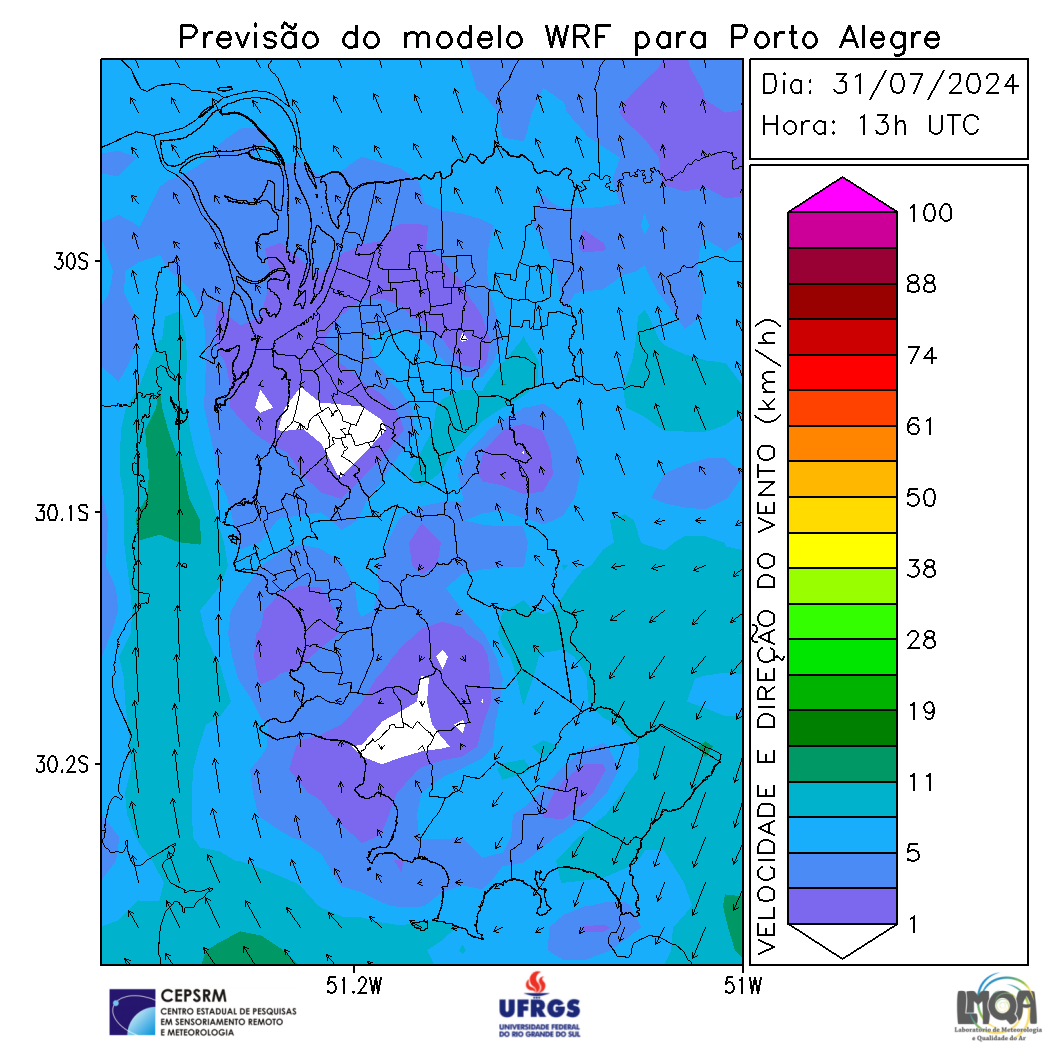 Previsão do modelo WRF para Porto Alegre
Dia: 31/07/2024
Hora: 13h UTC
30S
30.1S
30.2S
51.2W
51W
VELOCIDADE E DIREÇÃO DO VENTO (km/h)
100
88
74
61
50
38
28
19
11
5
1
CEPSRM
CENTRO ESTADUAL DE PESQUISAS
EM SENSORIAMENTO REMOTO
E METEOROLOGIA
UFRGS
UNIVERSIDADE FEDERAL
DO RIO GRANDE DO SUL
LMQA
Laboratório de Meteorologia
e Qualidade do Ar